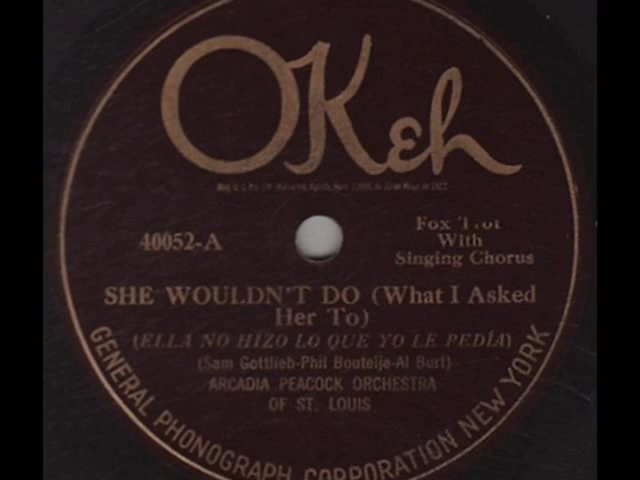 OKeh
40052-A
Fox Trot
With
Singing Chorus
SHE WOULDN'T DO (What I Asked
Her To)
(ELLA NO HIZO LO QUE YO LE PEDÍA)
(Sam Gottlieb-Phil Bouteije-Al Burt)
ARCADIA PEACOCK ORCHESTRA
OF ST. LOUIS
GENERAL PHONOGRAPH CORPORATION NEW YORK